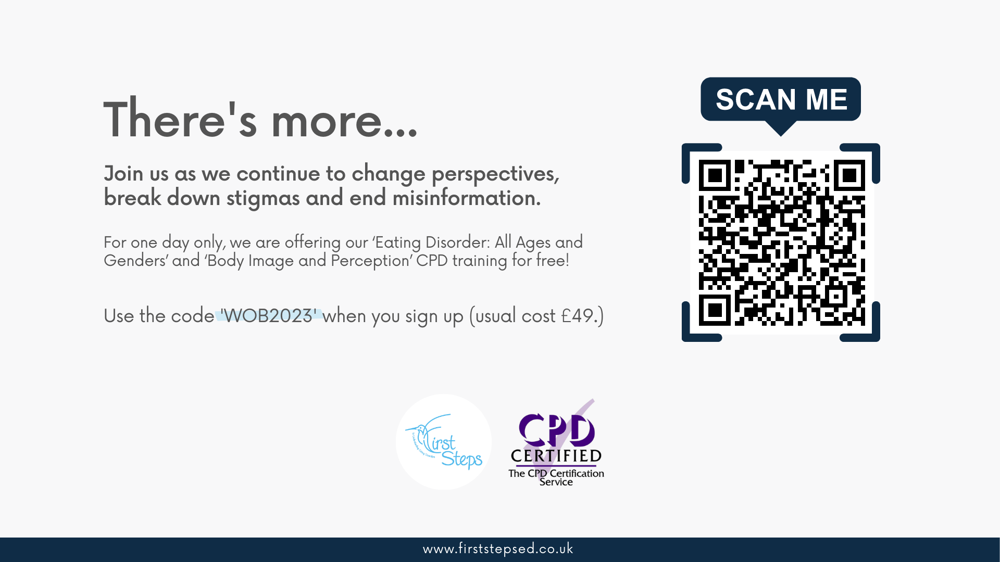 There's more...
Join us as we continue to change perspectives,
break down stigmas and end misinformation.
For one day only, we are offering our ‘Eating Disorder: All Ages and
Genders’ and ‘Body Image and Perception’ CPD training for free!
Use the code 'WOB2023' when you sign up (usual cost £49.)
SCAN ME
First
Steps
CPD
CERTIFIED
The CPD Certification
Service
www.firststepsed.co.uk